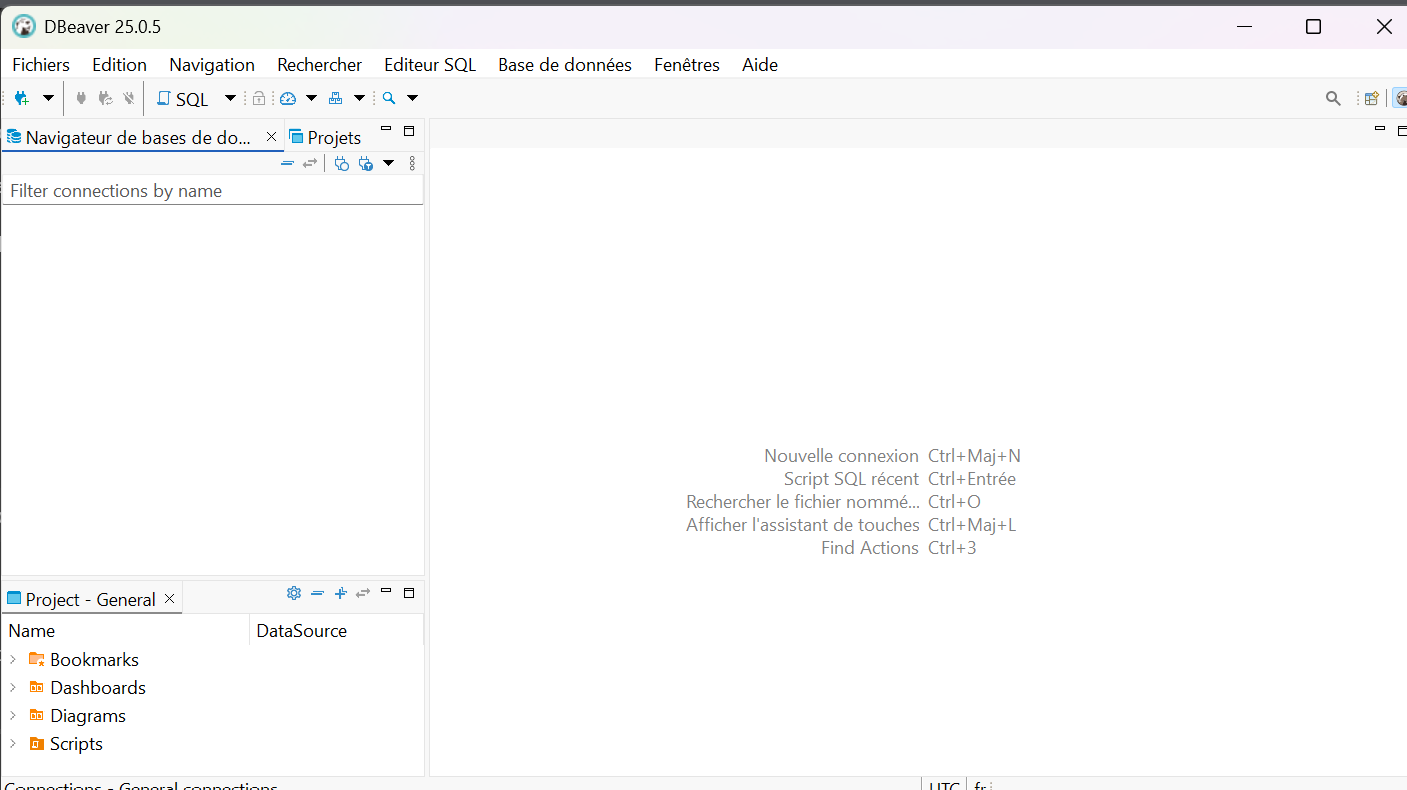 DBeaver 25.0.5
Fichiers Edition Navigation Rechercher Editeur SQL Base de données Fenêtres Aide
SQL
Navigateur de bases de do... Projets
Filter connections by name
Nouvelle connexion Ctrl+Maj+N
Script SQL récent Ctrl+Entrée
Rechercher le fichier nommé... Ctrl+O
Afficher l'assistant de touches Ctrl+Maj+L
Find Actions Ctrl+3
Project - General
Name DataSource
Bookmarks
Dashboards
Diagrams
Scripts
Connections - General connections UTC fr